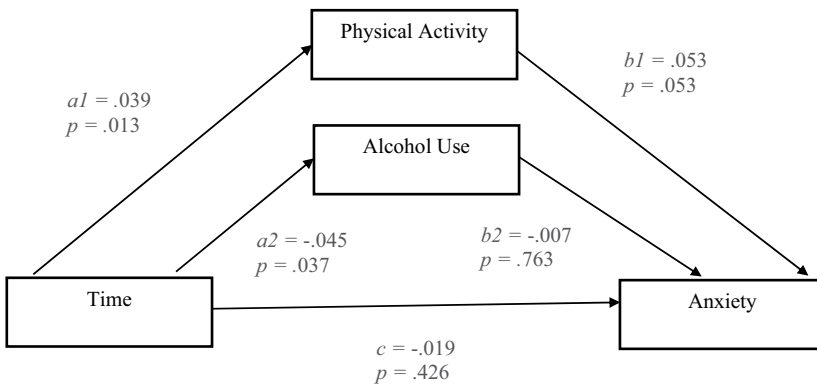 Physical Activity
b1 = .053
p = .053
a1 = .039
p = .013
Alcohol Use
a2 = -.045
p = .037
b2 = -.007
p = .763
Time
Anxiety
c = -.019
p = .426